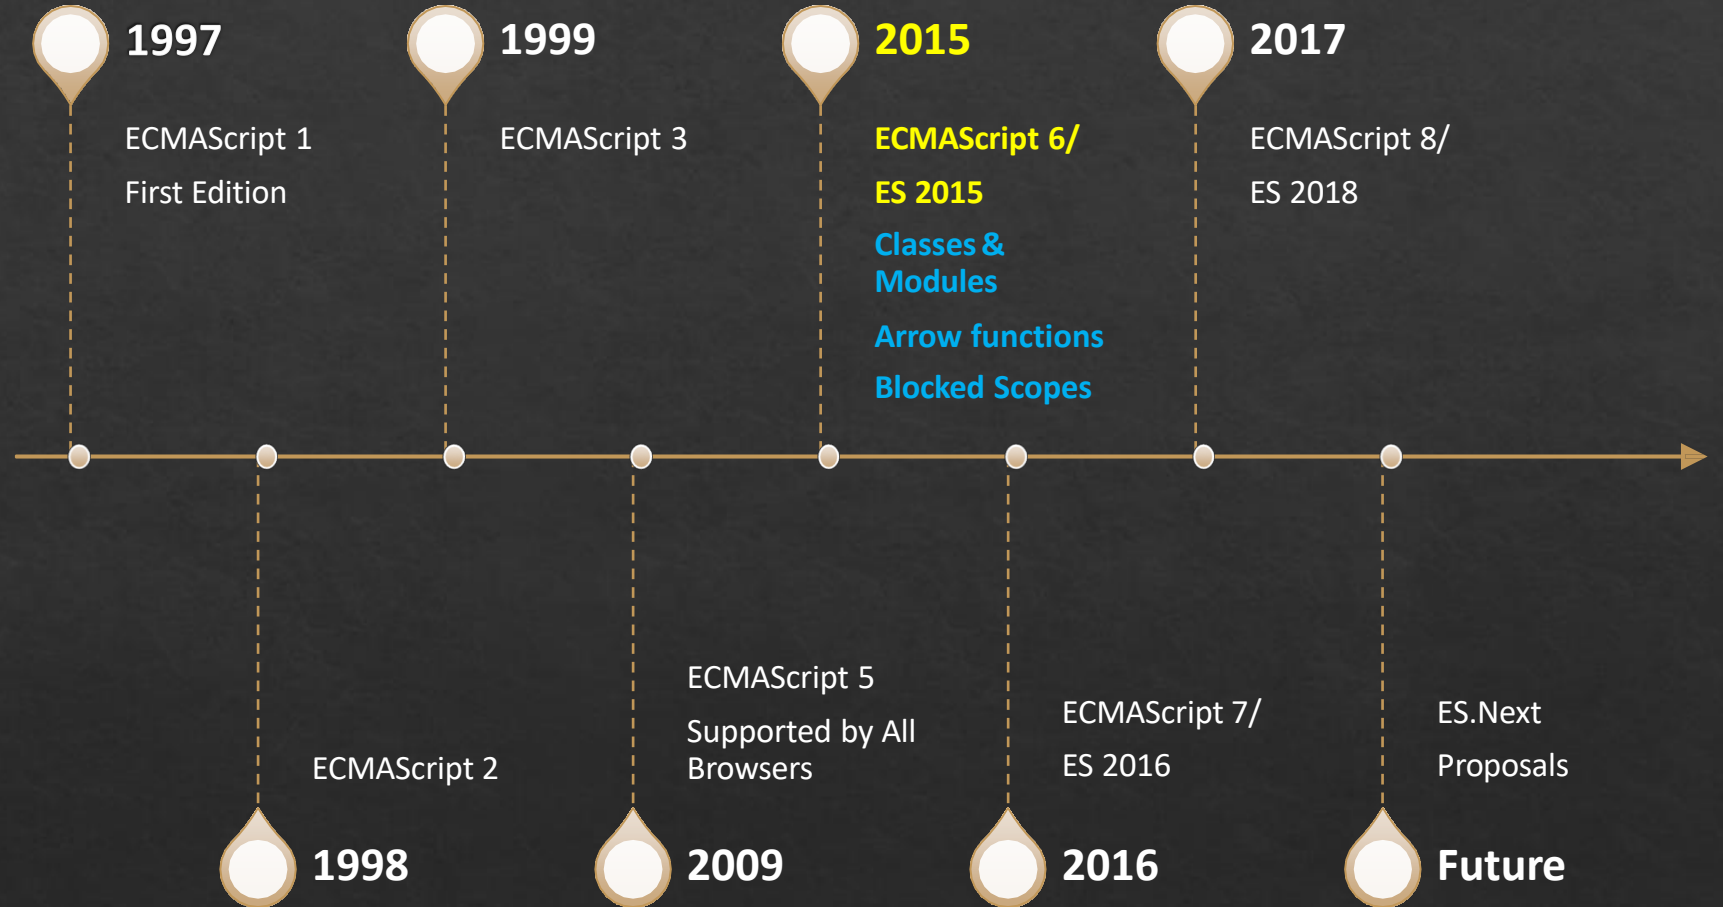 1997
ECMAScript 1
First Edition
1999
ECMAScript 3
2015
ECMAScript 6/
ES 2015
Classes &
Modules
Arrow functions
Blocked Scopes
2017
ECMAScript 8/
ES 2018
ECMAScript 2
1998
ECMAScript 5
Supported by All
Browsers
2009
ECMAScript 7/
ES 2016
2016
ES.Next
Proposals
Future